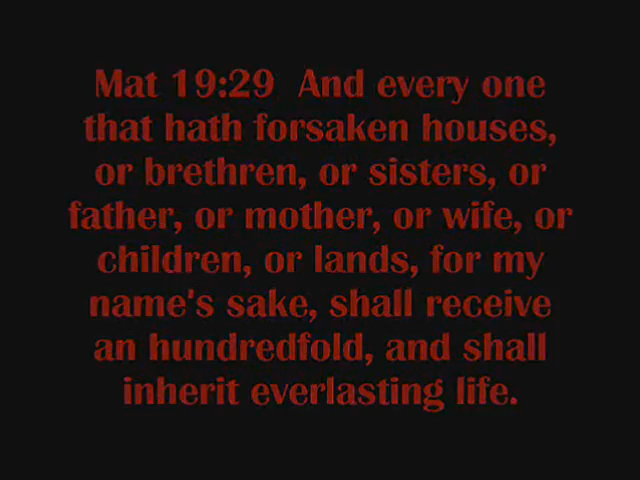 Mat 19:29  And every one
that hath forsaken houses,
or brethren, or sisters, or
father, or mother, or wife, or
children, or lands, for my
name's sake, shall receive
an hundredfold, and shall
inherit everlasting life.